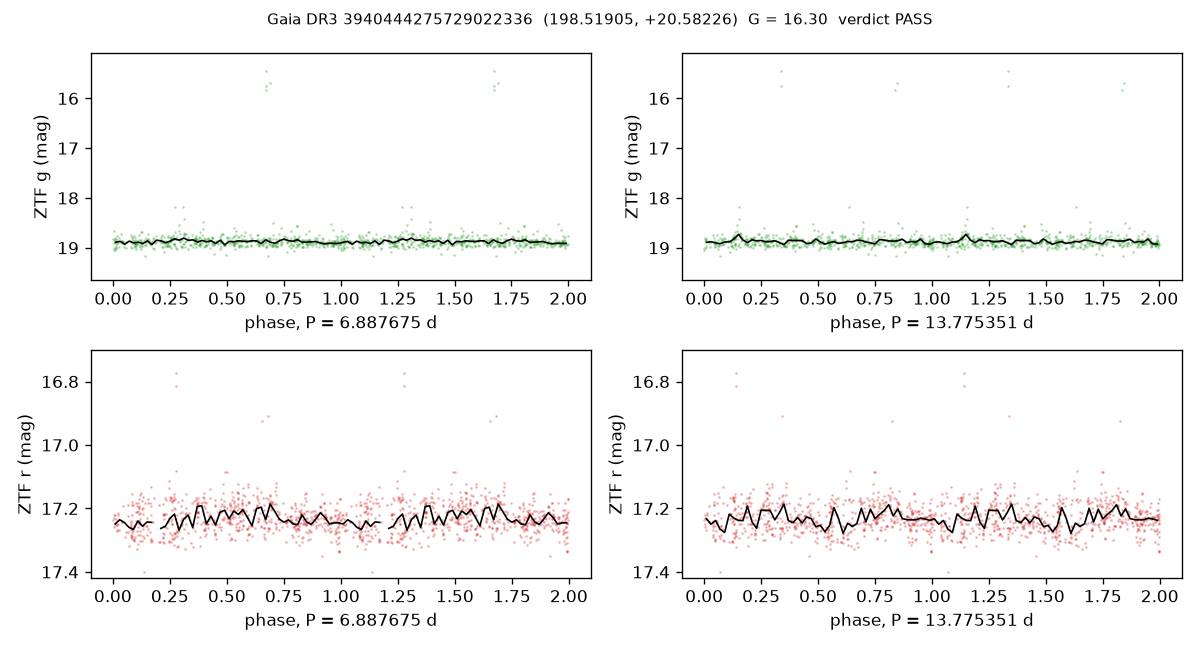 Gaia DR3 3940444275729022336  (198.51905, +20.58226)  G = 16.30  verdict PASS
ZTF g (mag)
16
17
18
19
0.00 0.25 0.50 0.75 1.00 1.25 1.50 1.75 2.00
phase, P = 6.887675 d
ZTF g (mag)
16
17
18
19
0.00 0.25 0.50 0.75 1.00 1.25 1.50 1.75 2.00
phase, P = 13.775351 d
ZTF r (mag)
16.8
17.0
17.2
17.4
0.00 0.25 0.50 0.75 1.00 1.25 1.50 1.75 2.00
phase, P = 6.887675 d
ZTF r (mag)
16.8
17.0
17.2
17.4
0.00 0.25 0.50 0.75 1.00 1.25 1.50 1.75 2.00
phase, P = 13.775351 d